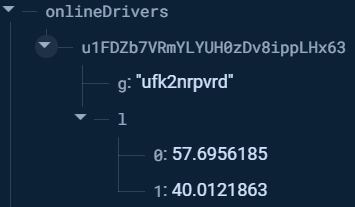 onlineDrivers
u1FDZb7VRmYLYUH0zDv8ippLHx63
g: "ufk2nrpvrd"
l
0: 57.6956185
1: 40.0121863